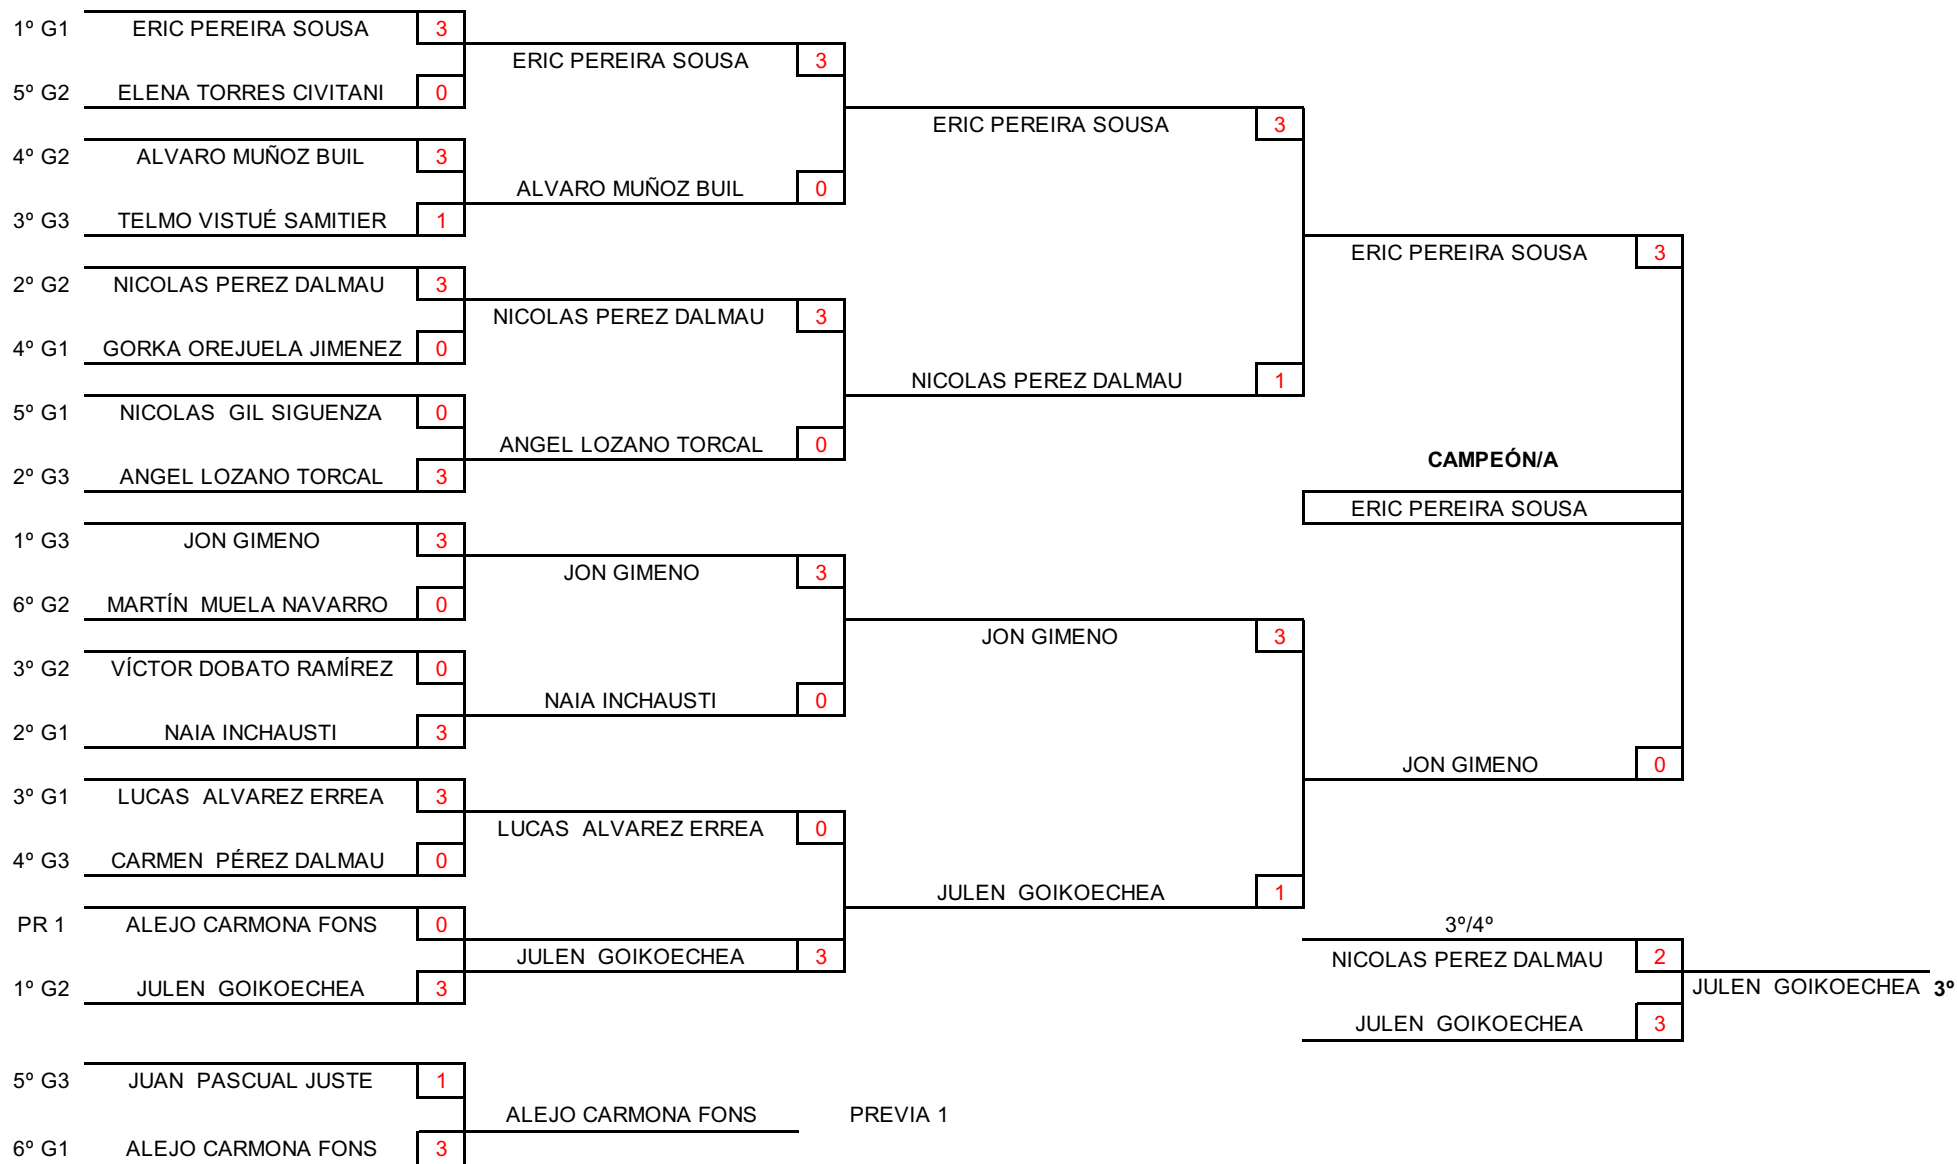 1º G1 ERIC PEREIRA SOUSA 3
ERIC PEREIRA SOUSA 3
5º G2 ELENA TORRES CIVITANI 0
ERIC PEREIRA SOUSA 3
4º G2 ALVARO MUÑOZ BUIL 3
ALVARO MUÑOZ BUIL 0
3º G3 TELMO VISTUÉ SAMITIER 1
ERIC PEREIRA SOUSA 3
2º G2 NICOLAS PEREZ DALMAU 3
NICOLAS PEREZ DALMAU 3
4º G1 GORKA OREJUELA JIMENEZ 0
NICOLAS PEREZ DALMAU 1
5º G1 NICOLAS GIL SIGUENZA 0
ANGEL LOZANO TORCAL 0
CAMPEÓN/A
2º G3 ANGEL LOZANO TORCAL 3
ERIC PEREIRA SOUSA
1º G3 JON GIMENO 3
JON GIMENO 3
6º G2 MARTÍN MUELA NAVARRO 0
JON GIMENO 3
3º G2 VÍCTOR DOBATO RAMÍREZ 0
NAIA INCHAUSTI 0
2º G1 NAIA INCHAUSTI 3
JON GIMENO 0
3º G1 LUCAS ALVAREZ ERREA 3
LUCAS ALVAREZ ERREA 0
4º G3 CARMEN PÉREZ DALMAU 0
JULEN GOIKOECHEA 1
PR 1 ALEJO CARMONA FONS 0
3º/4º
JULEN GOIKOECHEA 3
NICOLAS PEREZ DALMAU 2
1º G2 JULEN GOIKOECHEA 3
JULEN GOIKOECHEA 3º
JULEN GOIKOECHEA 3
5º G3 JUAN PASCUAL JUSTE 1
ALEJO CARMONA FONS PREVIA 1
6º G1 ALEJO CARMONA FONS 3